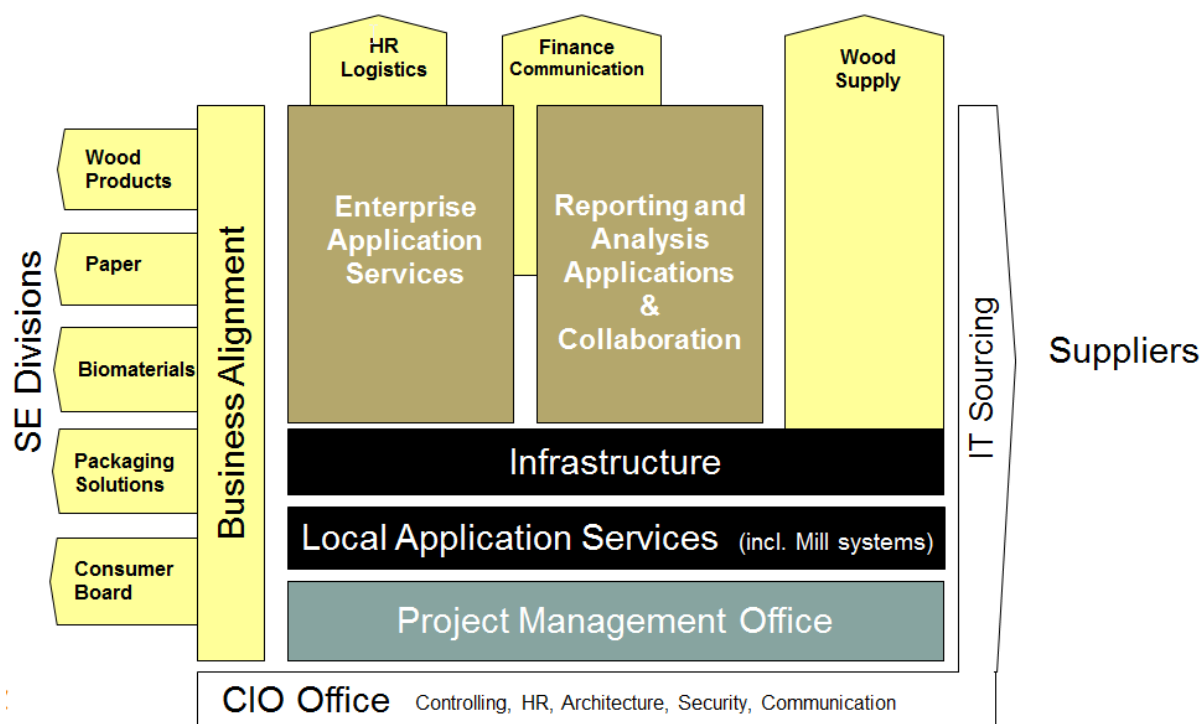 HR
Logistics
Finance
Communication
Wood
Supply
SE Divisions
Wood
Products
Paper
Biomaterials
Packaging
Solutions
Consumer
Board
Business Alignment
Enterprise
Application
Services
Reporting and
Analysis
Applications
&
Collaboration
Infrastructure
Local Application Services (incl. Mill systems)
Project Management Office
IT Sourcing
Suppliers
CIO Office Controlling, HR, Architecture, Security, Communication